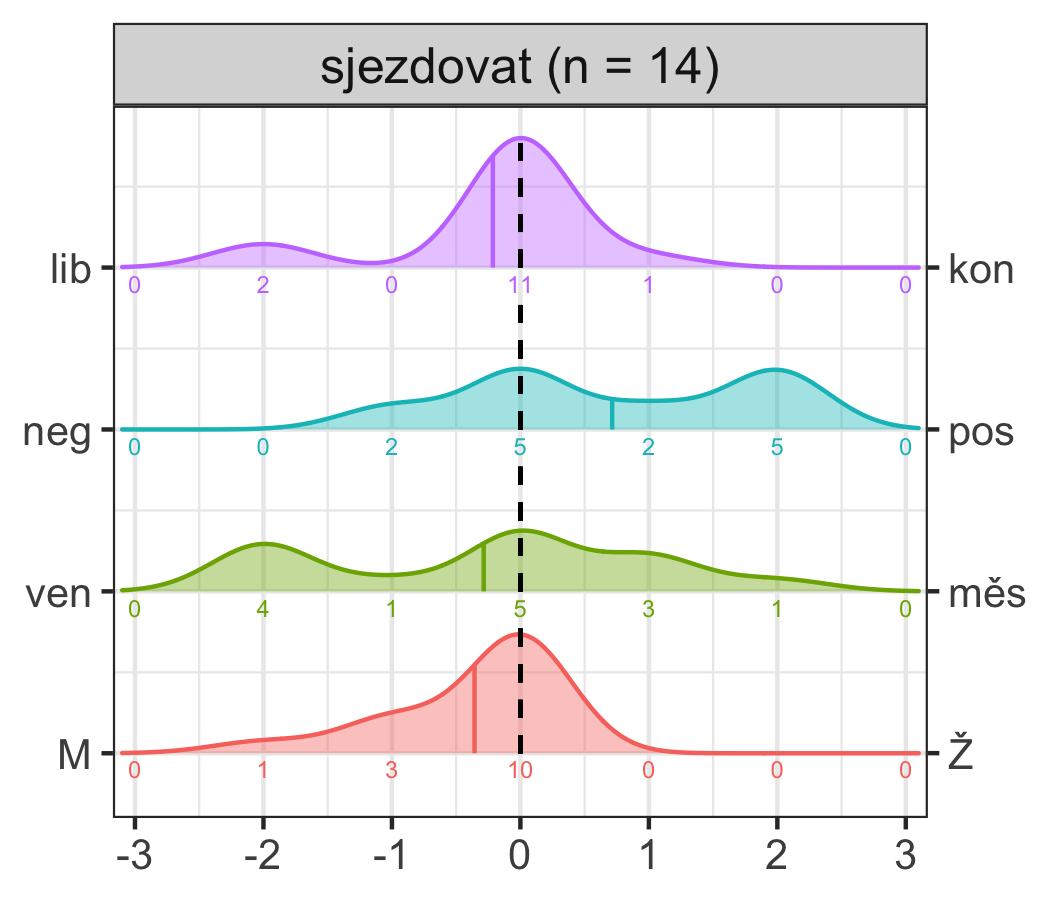 sjezdovat (n = 14)
lib kon
0 2 0 11 1 0 0
neg pos
0 0 2 5 2 5 0
ven měs
0 4 1 5 3 1 0
M Ž
0 1 3 10 0 0 0
-3 -2 -1 0 1 2 3